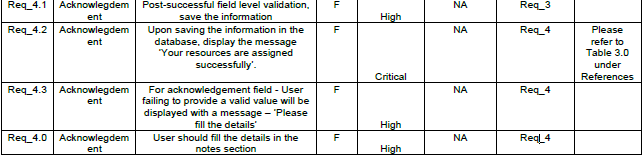 Req_4.1 Acknowlegdem Post-successful field level validation, F NA Req_3
ent save the information High
Req_4.2 Acknowlegdem Upon saving the information in the F NA Req_4 Please
ent database, display the message refer to
'Your resources are assigned Table 3.0
successfully'. under
Critical References
Req_4.3 Acknowlegdem For acknowledgement field - User F NA Req_4
ent failing to provide a valid value will be
displayed with a message – 'Please
fill the details' High
Req_4.0 Acknowlegdem User should fill the details in the F NA Req_4
ent notes section High